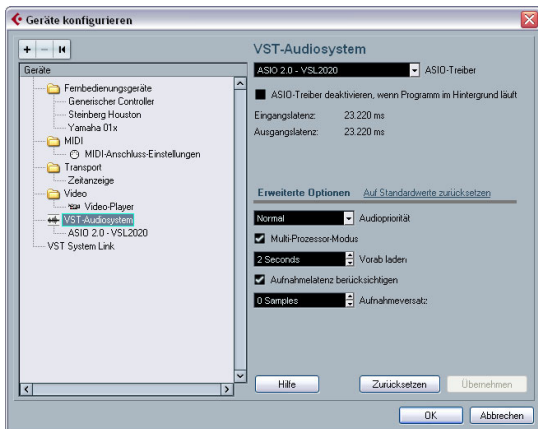 Geräte konfigurieren
Geräte
Fernbedienungsgeräte
Generischer Controller
Steinberg Houston
Yamaha 01x
MIDI
MIDI-Anschluss-Einstellungen
Transport
Zeitanzeige
Video
Video-Player
VST-Audiosystem
ASIO 2.0 - VSL2020
VST System Link
VST-Audiosystem
ASIO 2.0 - VSL2020 ASIO-Treiber
ASIO-Treiber deaktivieren, wenn Programm im Hintergrund läuft
Eingangslatenz: 23.220 ms
Ausgangslatenz: 23.220 ms
Erweiterte Optionen Auf Standardwerte zurücksetzen
Normal Audiopriorität
Multi-Prozessor-Modus
2 Seconds Vorab laden
Aufnahmelatenz berücksichtigen
0 Samples Aufnahmeversatz
Hilfe Zurücksetzen Übernehmen
OK Abbrechen